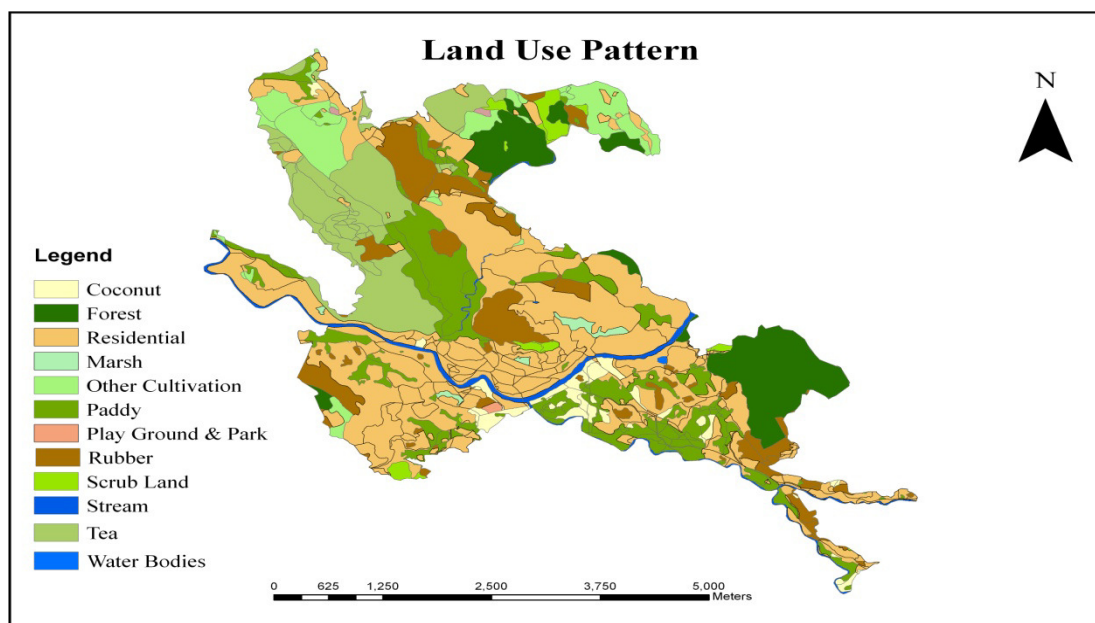 Land Use Pattern
N
Legend
Coconut
Forest
Residential
Marsh
Other Cultivation
Paddy
Play Ground & Park
Rubber
Scrub Land
Stream
Tea
Water Bodies
0 625 1,250 2,500 3,750 5,000
Meters